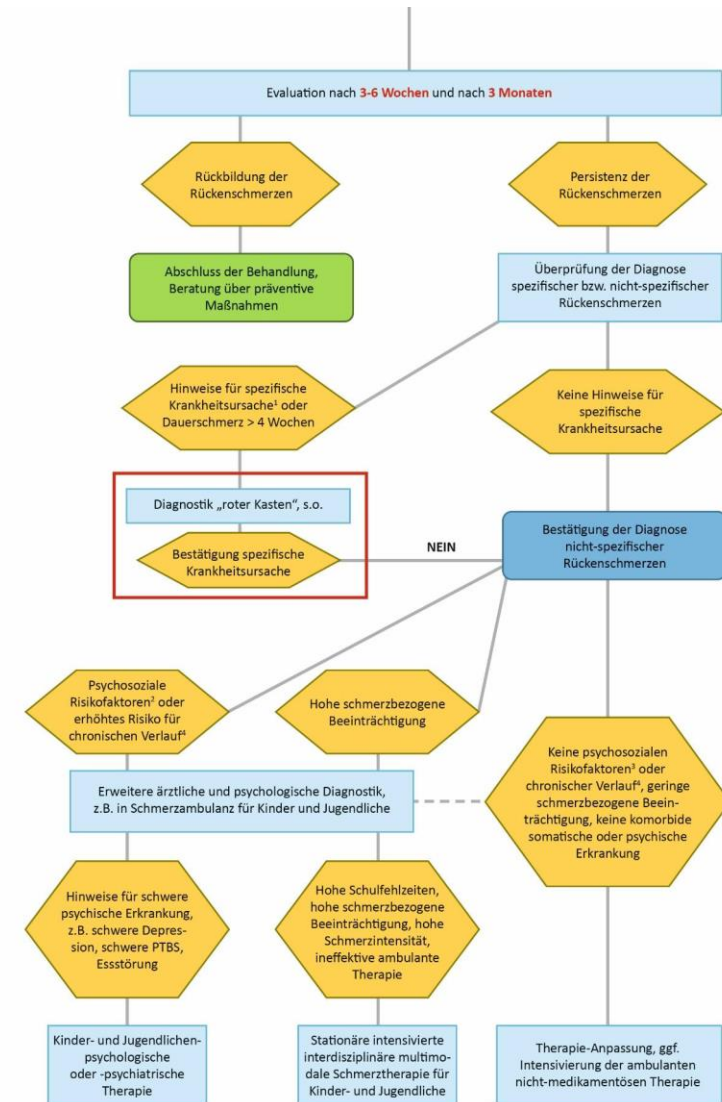 Evaluation nach 3-6 Wochen und nach 3 Monaten
Rückbildung der
Rückenschmerzen
Persistenz der
Rückenschmerzen
Abschluss der Behandlung,
Beratung über präventive
Maßnahmen
Überprüfung der Diagnose
spezifischer bzw. nicht-spezifischer
Rückenschmerzen
Hinweise für spezifische
Krankheitsursache¹ oder
Dauerschmerz > 4 Wochen
Keine Hinweise für
spezifische
Krankheitsursache
Diagnostik „roter Kasten“, s.o.
Bestätigung spezifische
Krankheitsursache
NEIN
Bestätigung der Diagnose
nicht-spezifischer
Rückenschmerzen
Psychosoziale
Risikofaktoren³ oder
erhöhtes Risiko für
chronischen Verlauf⁴
Hohe schmerzbezogene
Beeinträchtigung
Keine psychosozialen
Risikofaktoren³ oder
chronischer Verlauf⁴, geringe
schmerzbezogene Beein-
trächtigung, keine komorbide
somatische oder psychische
Erkrankung
Erweitere ärztliche und psychologische Diagnostik,
z.B. in Schmerzambulanz für Kinder und Jugendliche
Hinweise für schwere
psychische Erkrankung,
z.B. schwere Depres-
sion, schwere PTBS,
Essstörung
Hohe Schulfehlzeiten,
hohe schmerzbezogene
Beeinträchtigung, hohe
Schmerzintensität,
ineffektive ambulante
Therapie
Kinder- und Jugendlichen-
psychologische
oder -psychiatrische
Therapie
Stationäre intensivierte
interdisziplinäre multimo-
dale Schmerztherapie für
Kinder- und Jugendliche
Therapie-Anpassung, ggf.
Intensivierung der ambulanten
nicht-medikamentösen Therapie